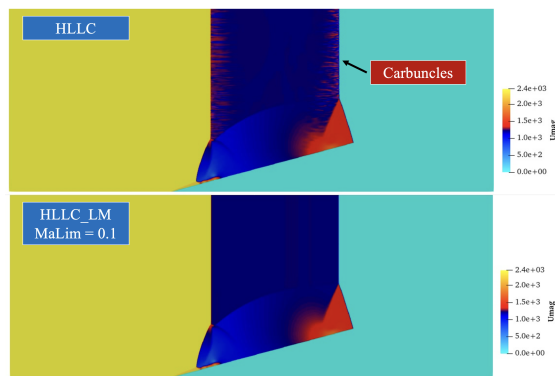 HLLC
Carbuncles
2.4e+03
2.0e+3
1.5e+3
1.0e+3
5.0e+2
0.0e+00
Umag
HLLC_LM
MaLim = 0.1
2.4e+03
2.0e+3
1.5e+3
1.0e+3
5.0e+2
0.0e+00
Umag